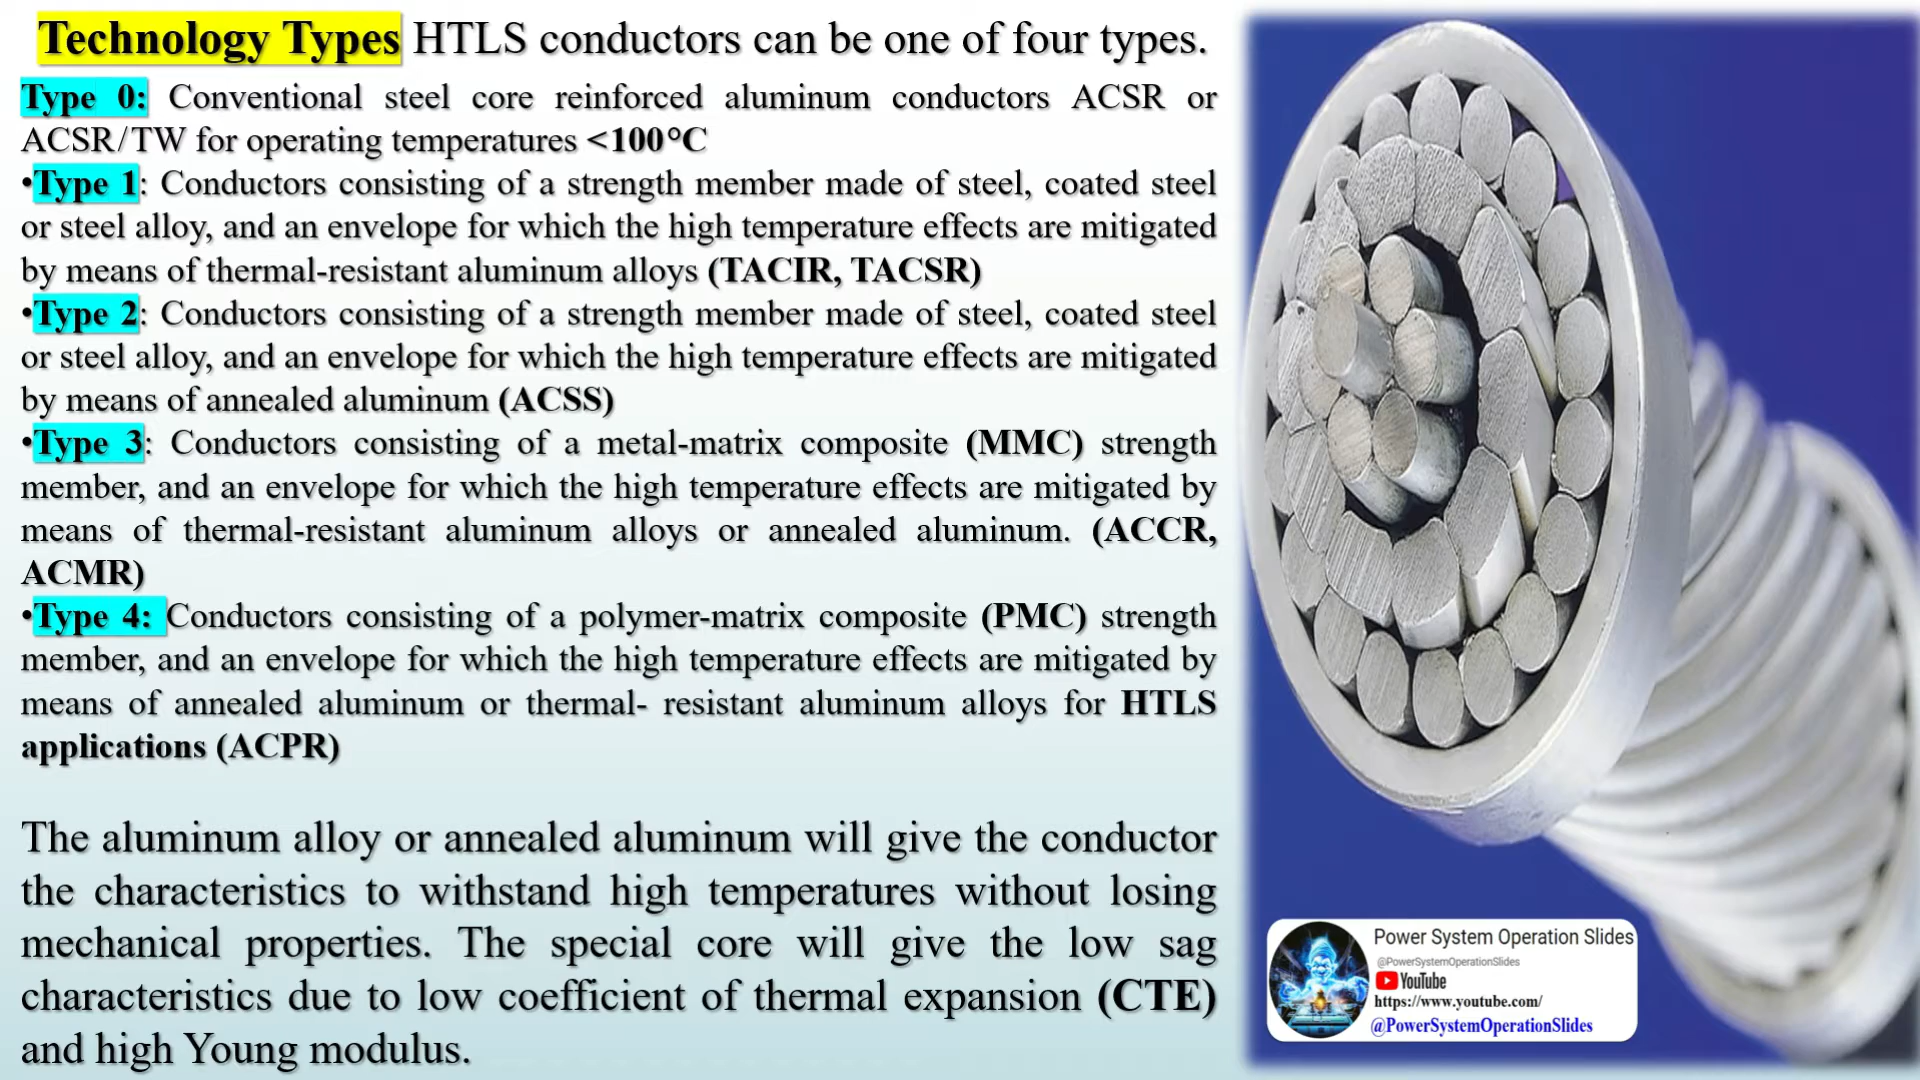 Technology Types HTLS conductors can be one of four types.
Type 0: Conventional steel core reinforced aluminum conductors ACSR or
ACSR/TW for operating temperatures <100°C
•Type 1: Conductors consisting of a strength member made of steel, coated steel
or steel alloy, and an envelope for which the high temperature effects are mitigated
by means of thermal-resistant aluminum alloys (TACIR, TACSR)
•Type 2: Conductors consisting of a strength member made of steel, coated steel
or steel alloy, and an envelope for which the high temperature effects are mitigated
by means of annealed aluminum (ACSS)
•Type 3: Conductors consisting of a metal-matrix composite (MMC) strength
member, and an envelope for which the high temperature effects are mitigated by
means of thermal-resistant aluminum alloys or annealed aluminum. (ACCR,
ACMR)
•Type 4: Conductors consisting of a polymer-matrix composite (PMC) strength
member, and an envelope for which the high temperature effects are mitigated by
means of annealed aluminum or thermal- resistant aluminum alloys for HTLS
applications (ACPR)
The aluminum alloy or annealed aluminum will give the conductor
the characteristics to withstand high temperatures without losing
mechanical properties. The special core will give the low sag
characteristics due to low coefficient of thermal expansion (CTE)
and high Young modulus.
Power System Operation Slides
@PowerSystemOperationSlides
YouTube
https://www.youtube.com/
@PowerSystemOperationSlides